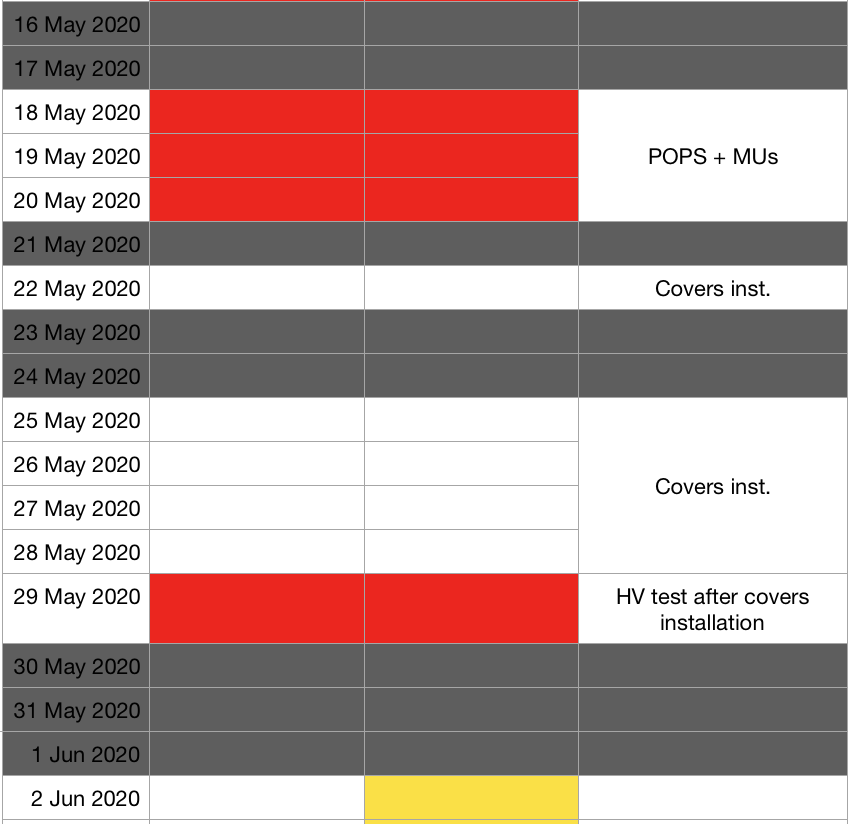 16 May 2020
17 May 2020
18 May 2020
19 May 2020
POPS + MUs
20 May 2020
21 May 2020
22 May 2020
Covers inst.
23 May 2020
24 May 2020
25 May 2020
26 May 2020
Covers inst.
27 May 2020
28 May 2020
29 May 2020
HV test after covers
installation
30 May 2020
31 May 2020
1 Jun 2020
2 Jun 2020